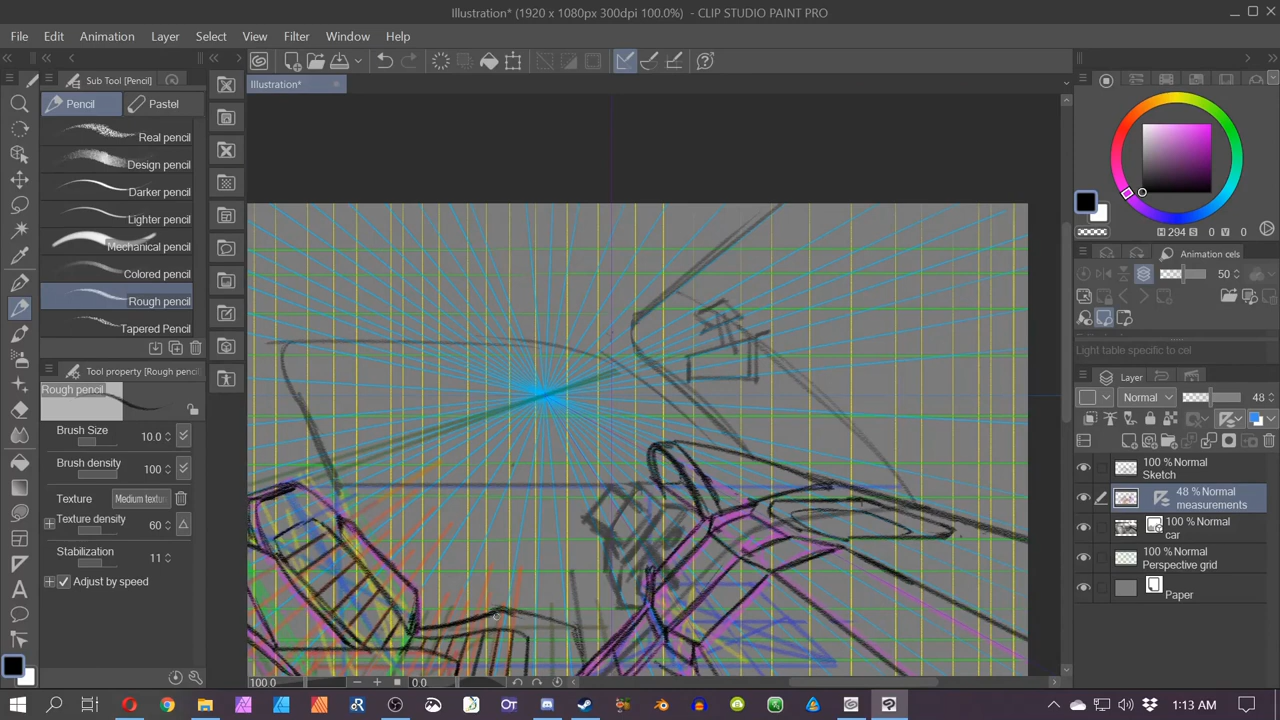 Illustration* (1920 x 1080px 300dpi 100.0%) - CLIP STUDIO PAINT PRO
File Edit Animation Layer Select View Filter Window Help
Sub Tool [Pencil]
Illustration*
Pencil Pastel
Real pencil
Design pencil
Darker pencil
Lighter pencil
Mechanical pencil
Colored pencil
Rough pencil
Tapered Pencil
Tool property [Rough pencil]
Rough pencil
Brush Size 10.0
Brush density 100
Texture Medium textur
Texture density 60
Stabilization 11
Adjust by speed
100.0 0.0
H 294 S 0 V 0
Animation cels
50
Light table specific to cel
Layer
Normal 48
100 % Normal
Sketch
48 % Normal
measurements
100 % Normal
car
100 % Normal
Perspective grid
Paper
1:13 AM